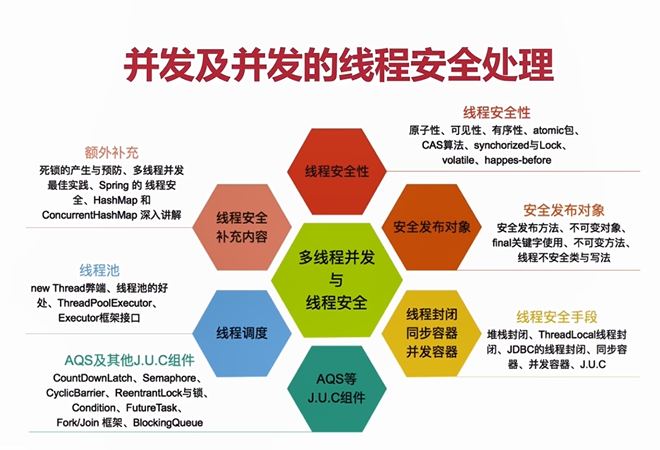 并发及并发的线程安全处理
线程安全性
原子性、可见性、有序性、atomic包、
CAS算法、synchorized与Lock、
volatile、happes-before
额外补充
死锁的产生与预防、多线程并发
最佳实践、Spring 的 线程安
全、HashMap 和
ConcurrentHashMap 深入讲解
线程安全性
线程安全
补充内容
安全发布对象
安全发布对象
安全发布方法、不可变对象、
final关键字使用、不可变方法、
线程不安全类与写法
多线程并发
与
线程安全
线程池
new Thread弊端、线程池的好
处、ThreadPoolExecutor、
Executor框架接口
线程调度
线程封闭
同步容器
并发容器
线程安全手段
堆栈封闭、ThreadLocal线程封
闭、JDBC的线程封闭、同步容
器、并发容器、J.U.C
AQS及其他J.U.C组件
CountDownLatch、Semaphore、
CyclicBarrier、ReentrantLock与锁、
Condition、FutureTask、
Fork/Join 框架、BlockingQueue
AQS等
J.U.C组件